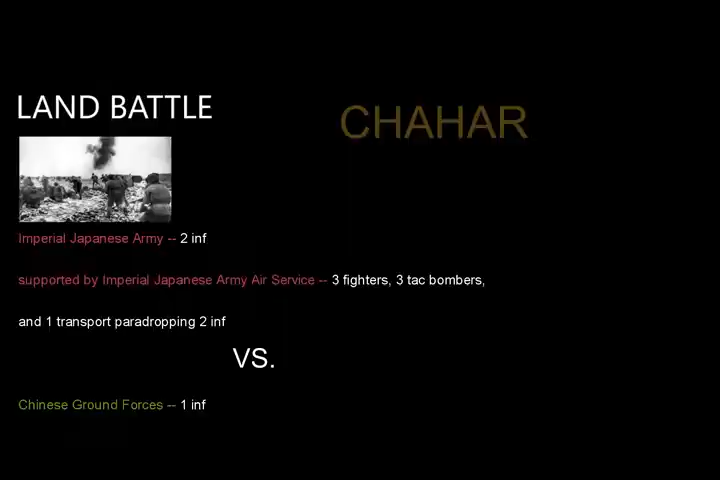 LAND BATTLE
CHAHAR
Imperial Japanese Army -- 2 inf
supported by Imperial Japanese Army Air Service -- 3 fighters, 3 tac bombers,
and 1 transport paradropping 2 inf
VS.
Chinese Ground Forces -- 1 inf